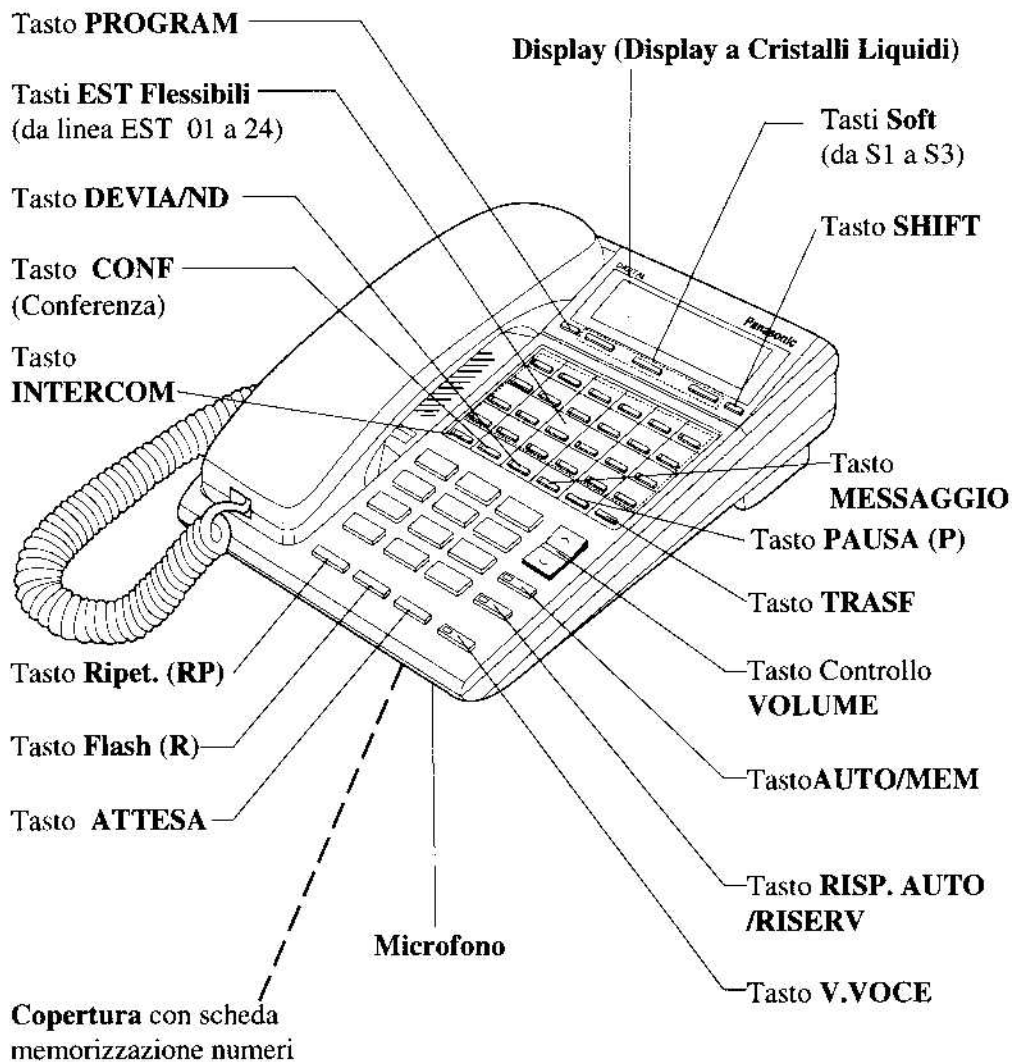 Tasto PROGRAM
Display (Display a Cristalli Liquidi)
Tasti EST Flessibili
(da linea EST 01 a 24)
Tasti Soft
(da S1 a S3)
Tasto DEVIA/ND
Tasto SHIFT
Tasto CONF
(Conferenza)
DIGITAL
Panasonic
Tasto
INTERCOM
Tasto
MESSAGGIO
Tasto PAUSA (P)
Tasto TRASF
Tasto Ripet. (RP)
Tasto Controllo
VOLUME
Tasto Flash (R)
TastoAUTO/MEM
Tasto ATTESA
Tasto RISP. AUTO
/RISERV
Microfono
Tasto V.VOCE
Copertura con scheda
memorizzazione numeri